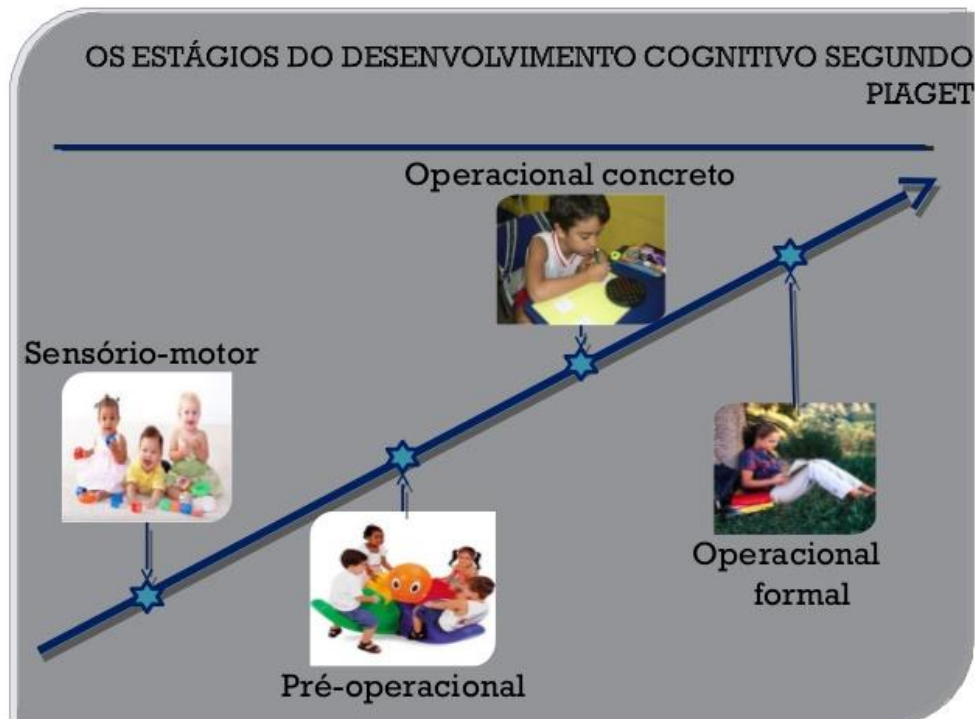 OS ESTÁGIOS DO DESENVOLVIMENTO COGNITIVO SEGUNDO
PIAGET
Operacional concreto
Sensório-motor
Operacional
formal
Pré-operacional